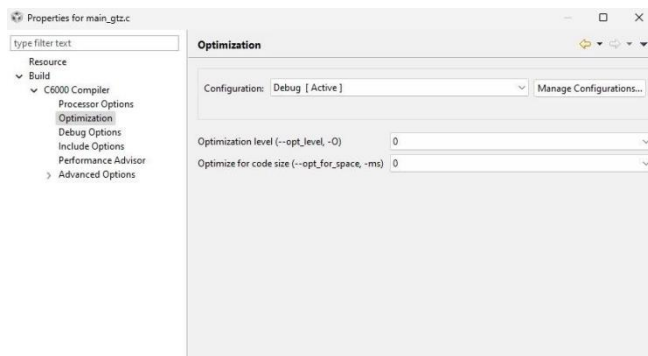 Properties for main_gtz.c
type filter text
Resource
Build
C6000 Compiler
Processor Options
Optimization
Debug Options
Include Options
Performance Advisor
Advanced Options
Optimization
Configuration: Debug [ Active ] Manage Configurations...
Optimization level (--opt_level, -O) 0
Optimize for code size (--opt_for_space, -ms) 0